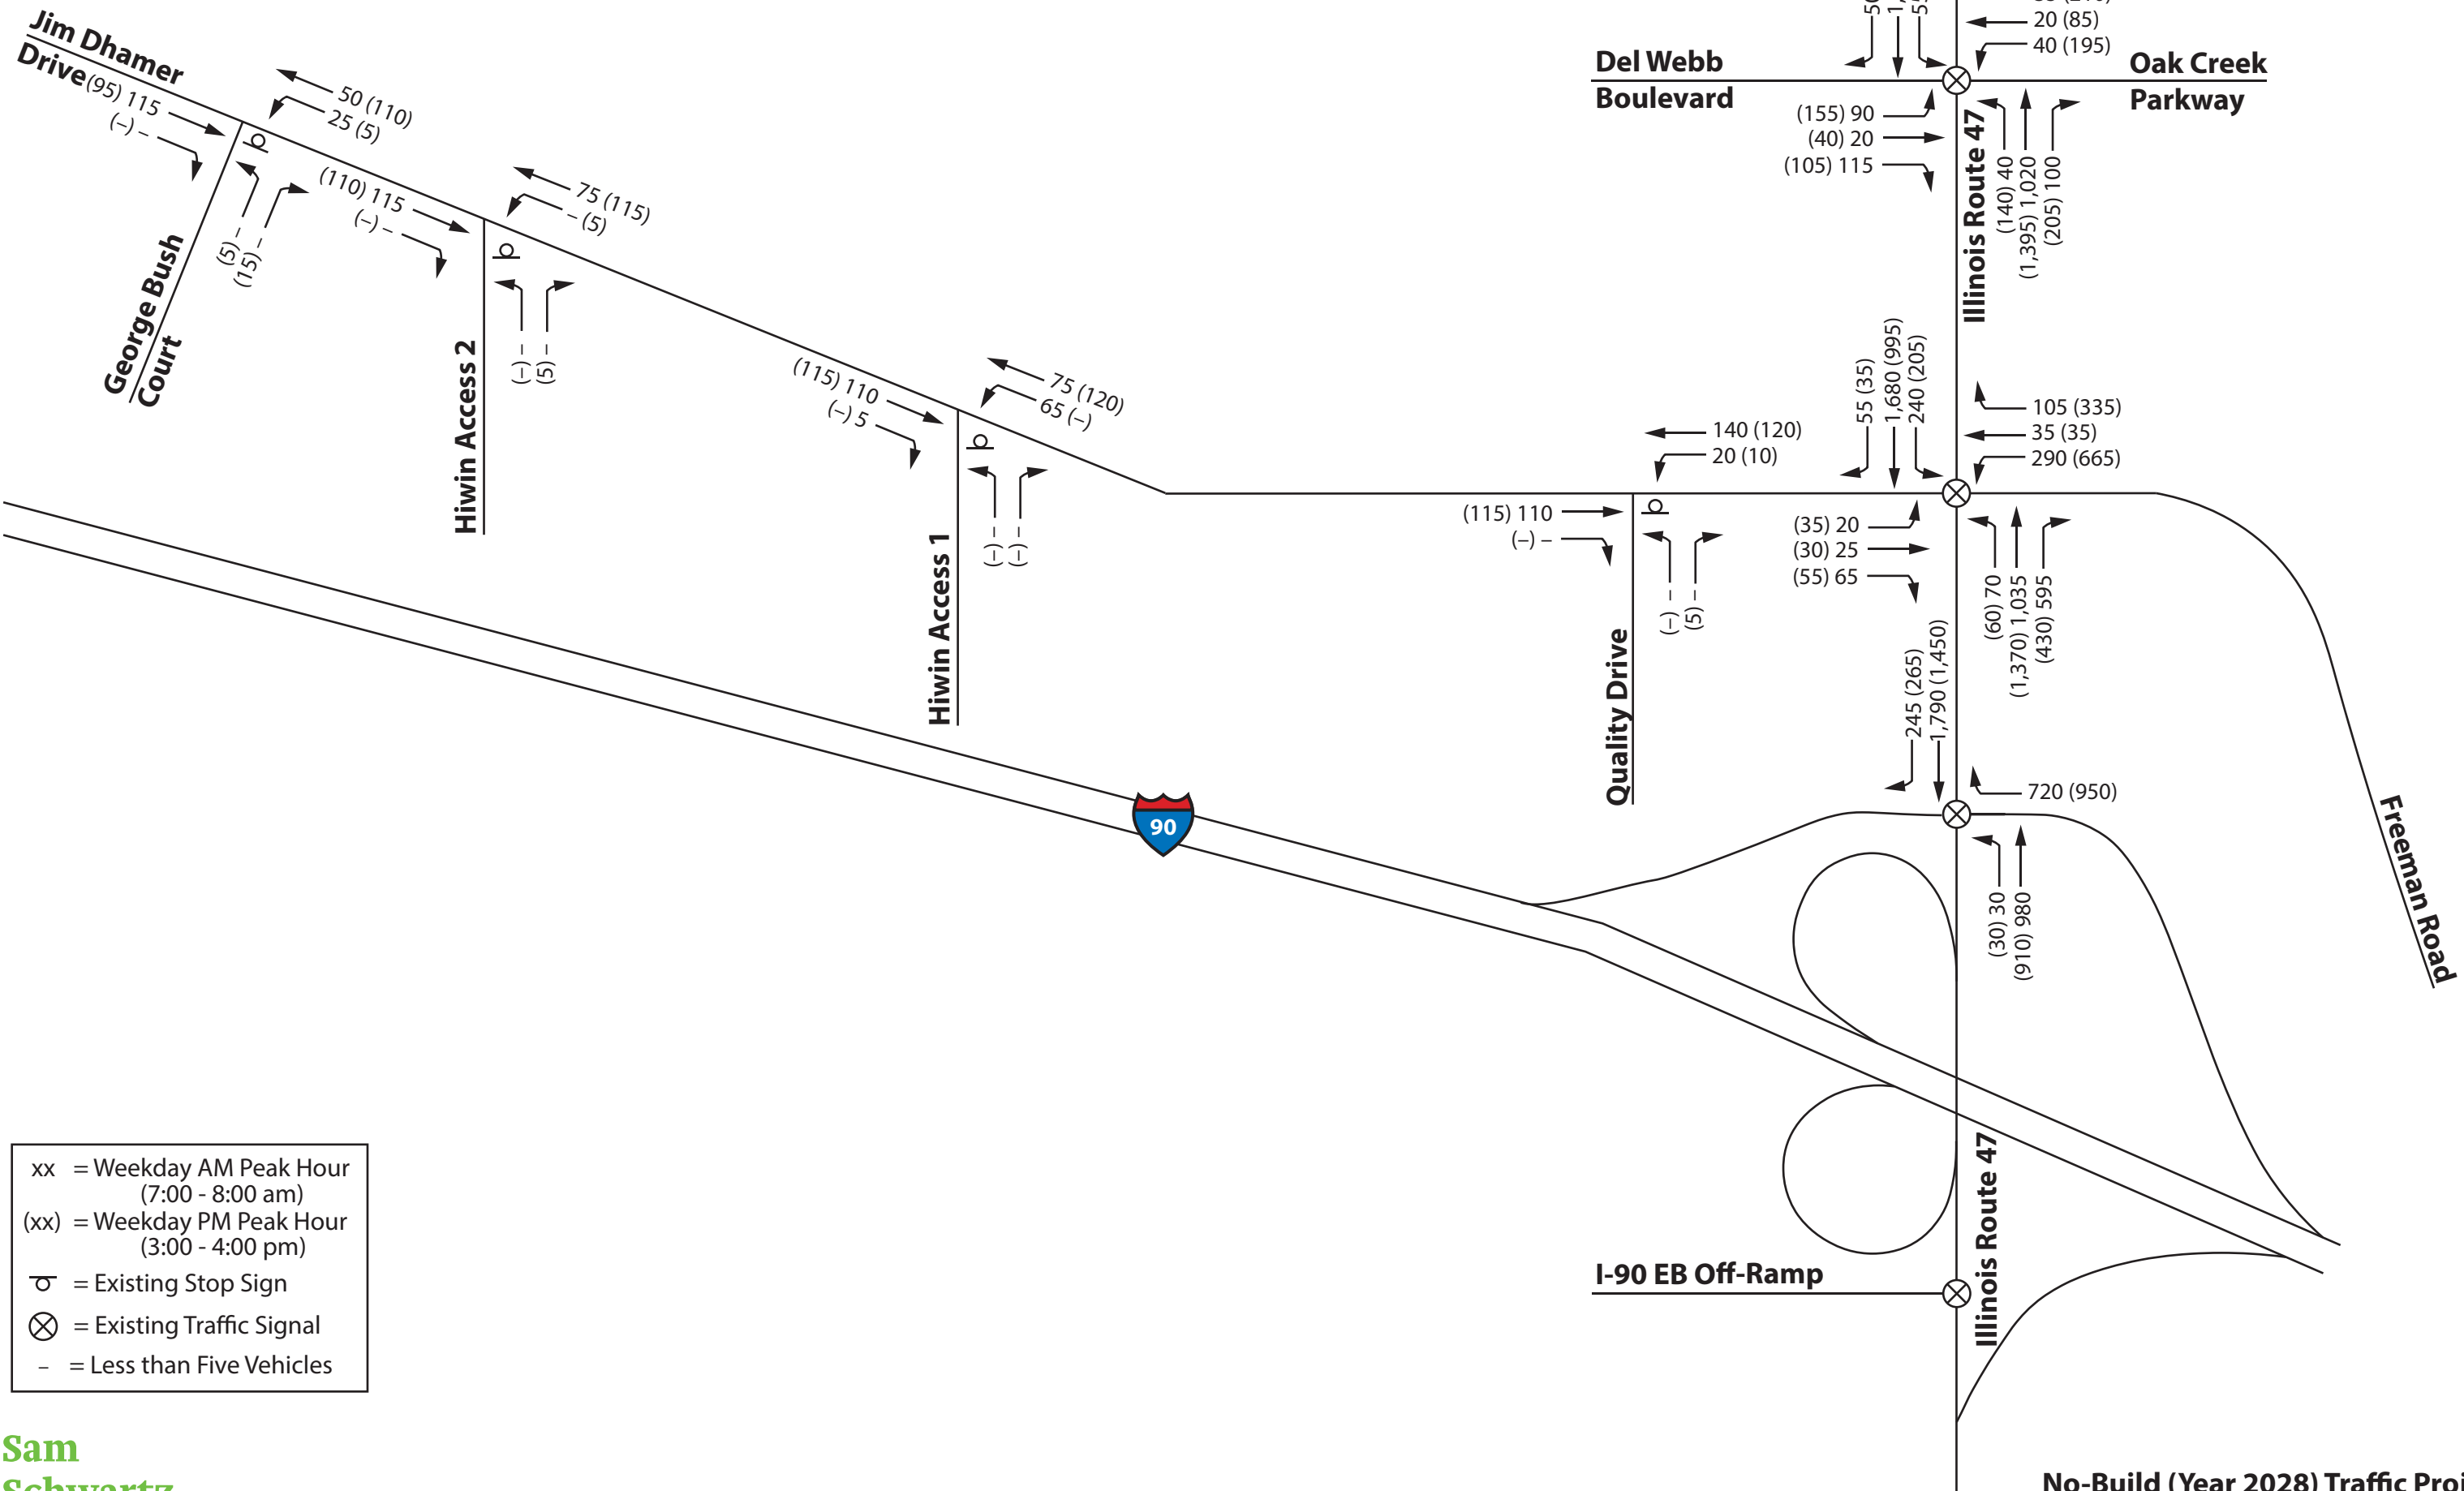 20 (85)
40 (195)
Del Webb
Boulevard
Oak Creek
Parkway
(155) 90
(40) 20
(105) 115
(140) 40
(1,395) 1,020
(205) 100
Illinois Route 47
Jim Dhamer
Drive
(95) 115
(–) –
50 (110)
25 (5)
(5) –
(15) –
George Bush
Court
(110) 115
(–) –
75 (115)
– (5)
(–) –
(5) –
Hiwin Access 2
(115) 110
(–) 5
75 (120)
65 (–)
(–) –
(–) –
Hiwin Access 1
140 (120)
20 (10)
(115) 110
(–) –
(–) –
(5) –
Quality Drive
55 (35)
1,680 (995)
240 (205)
105 (335)
35 (35)
290 (665)
(35) 20
(30) 25
(55) 65
(60) 70
(1,370) 1,035
(430) 595
245 (265)
1,790 (1,450)
720 (950)
(30) 30
(910) 980
Freeman Road
90
I-90 EB Off-Ramp
Illinois Route 47
xx = Weekday AM Peak Hour
(7:00 - 8:00 am)
(xx) = Weekday PM Peak Hour
(3:00 - 4:00 pm)
= Existing Stop Sign
= Existing Traffic Signal
– = Less than Five Vehicles
Sam
Schwartz
No-Build (Year 2028) Traffic